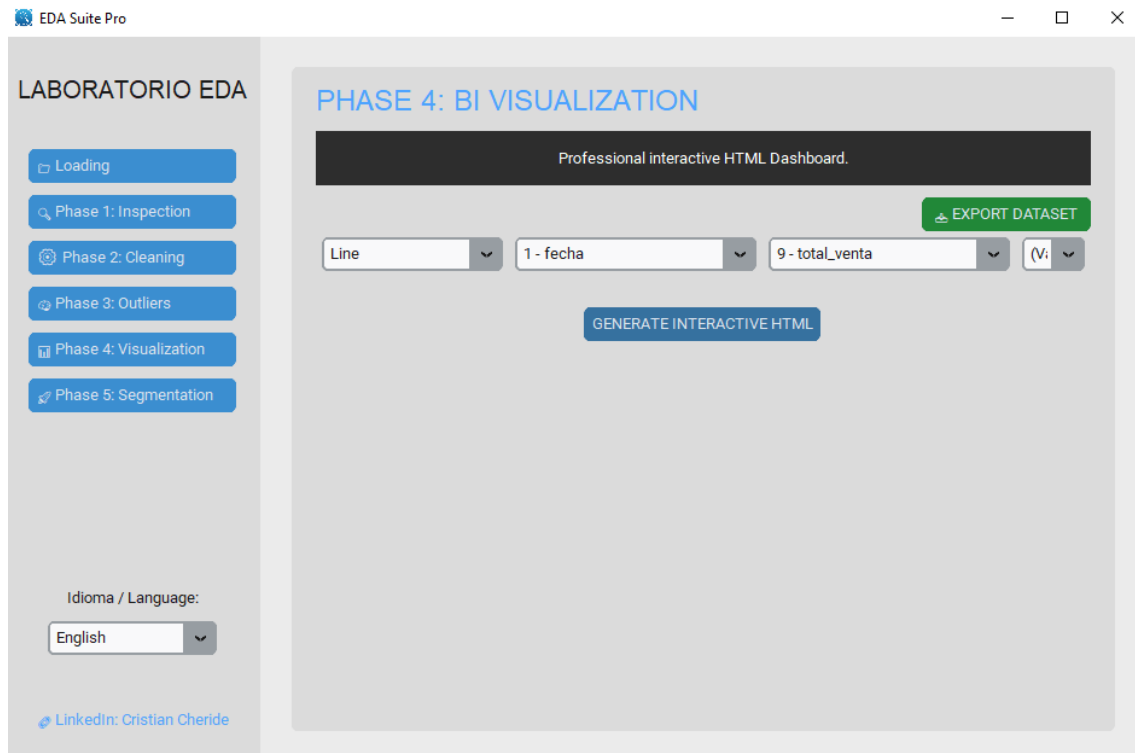 EDA Suite Pro
LABORATORIO EDA
Loading
Phase 1: Inspection
Phase 2: Cleaning
Phase 3: Outliers
Phase 4: Visualization
Phase 5: Segmentation
Idioma / Language:
English
LinkedIn: Cristian Cheride
PHASE 4: BI VISUALIZATION
Professional interactive HTML Dashboard.
EXPORT DATASET
Line 1 - fecha 9 - total_venta
GENERATE INTERACTIVE HTML